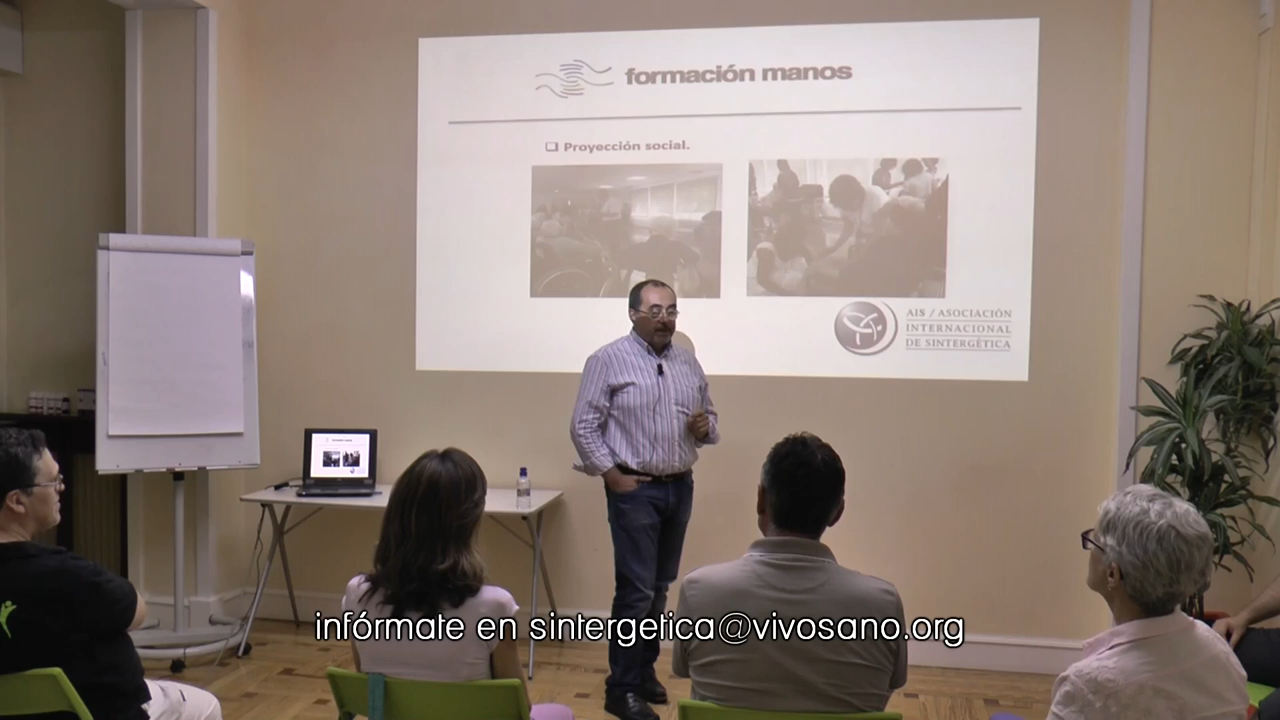 formación manos
Proyección social.
AIS / ASOCIACIÓN
INTERNACIONAL
DE SINTERGÉTICA
infórmate en sintergetica@vivosano.org